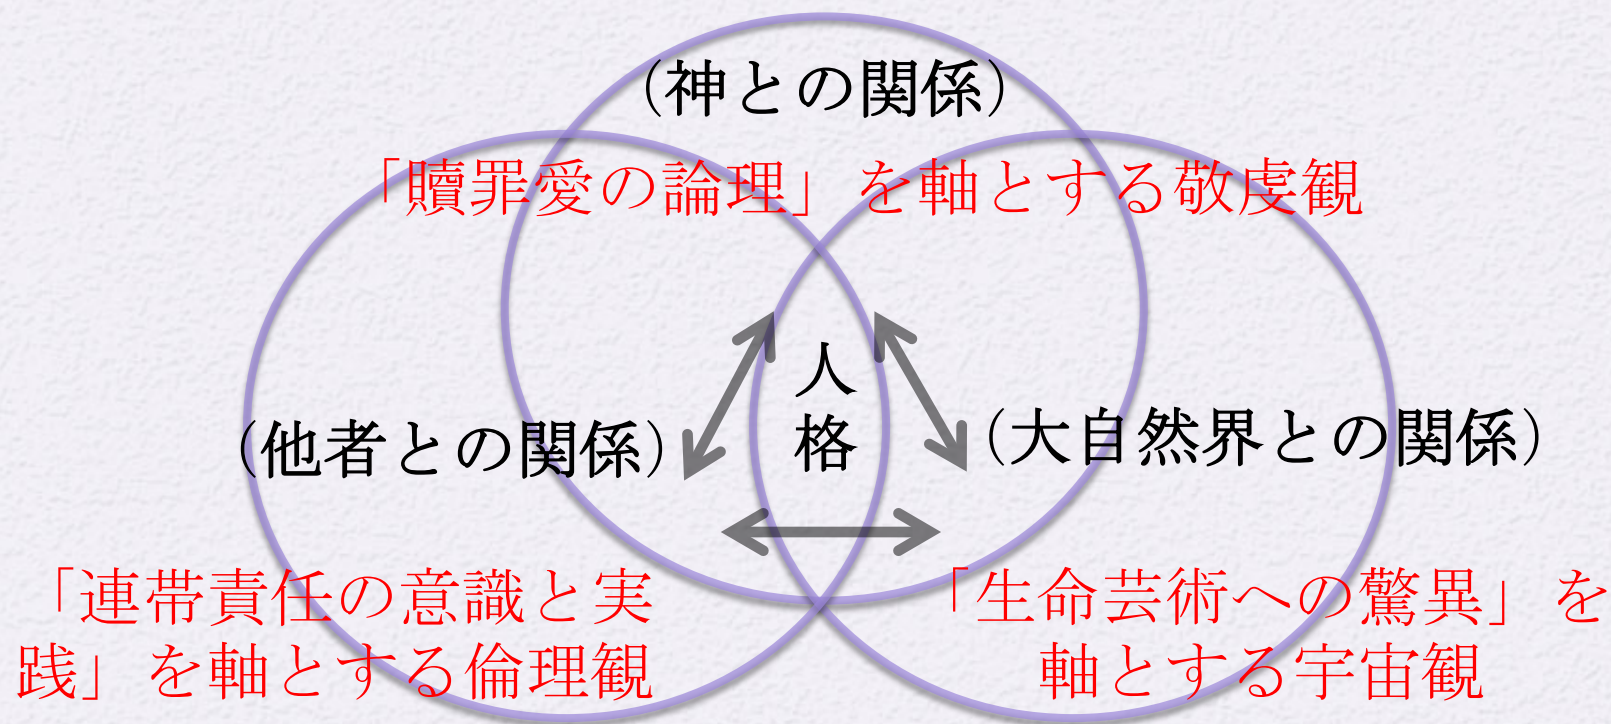 （神との関係）
「贖罪愛の論理」を軸とする敬虔観
人
格
（他者との関係）
（大自然界との関係）
「連帯責任の意識と実
践」を軸とする倫理観
「生命芸術への驚異」を
軸とする宇宙観